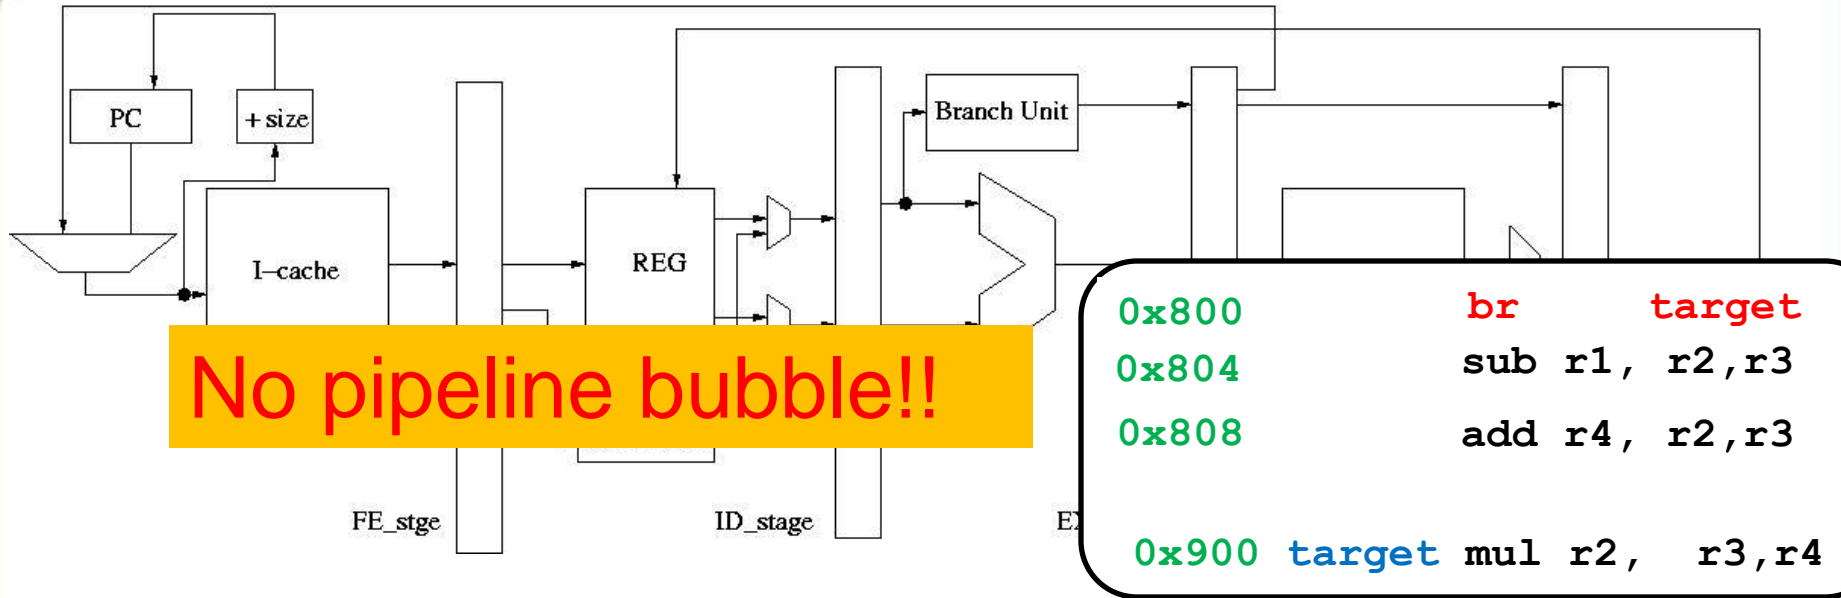 PC
+ size
Branch Unit
I-cache
REG
No pipeline bubble!!
FE_stge
ID_stage
0x800 br target
0x804 sub r1, r2,r3
0x808 add r4, r2,r3
0x900 target mul r2, r3,r4